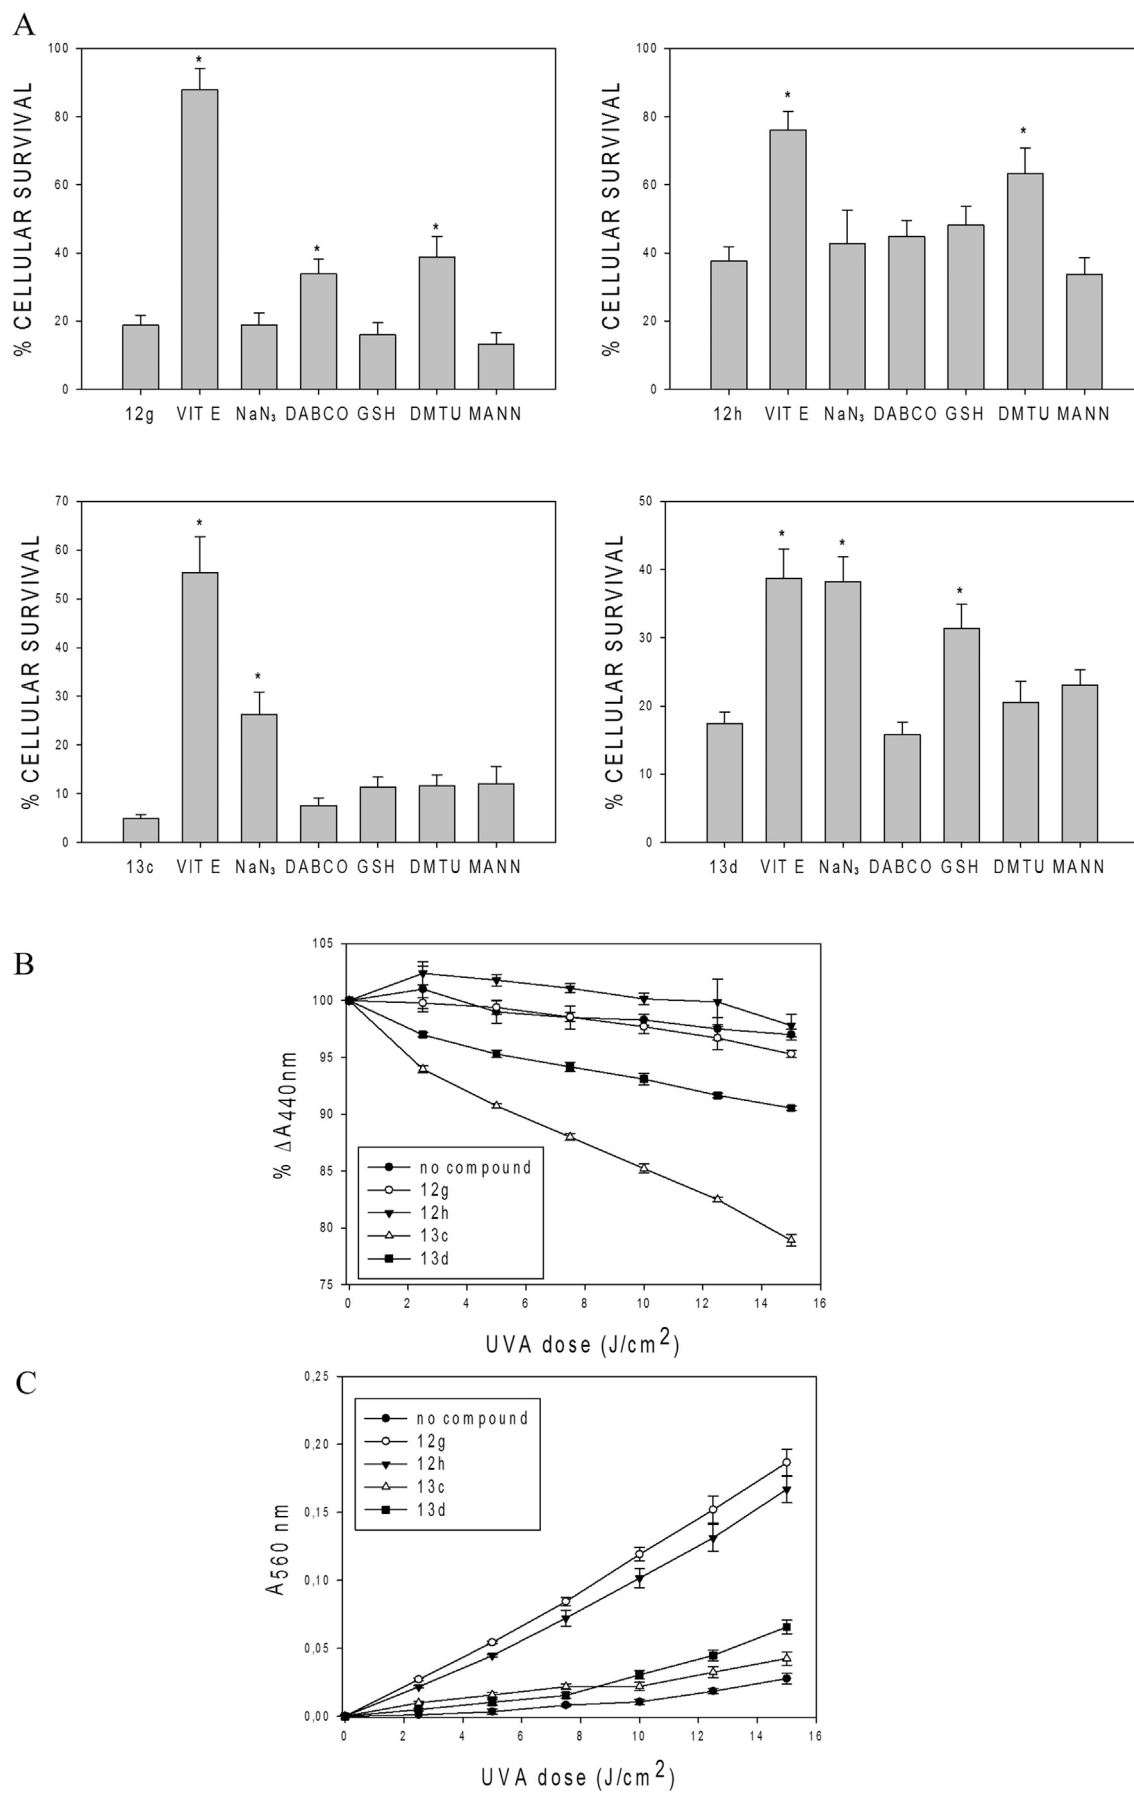 A
% CELLULAR SURVIVAL
100
80
60
40
20
0
* * *
12g VIT E NaN₃ DABCO GSH DMTU MANN
% CELLULAR SURVIVAL
100
80
60
40
20
0
* *
12h VIT E NaN₃ DABCO GSH DMTU MANN
% CELLULAR SURVIVAL
70
60
50
40
30
20
10
0
* *
13c VIT E NaN₃ DABCO GSH DMTU MANN
% CELLULAR SURVIVAL
50
40
30
20
10
0
* * *
13d VIT E NaN₃ DABCO GSH DMTU MANN
B
% ΔA440nm
105
100
95
90
85
80
75
no compound
12g
12h
13c
13d
0 2 4 6 8 10 12 14 16
UVA dose (J/cm²)
C
A560 nm
0,25
0,20
0,15
0,10
0,05
0,00
no compound
12g
12h
13c
13d
0 2 4 6 8 10 12 14 16
UVA dose (J/cm²)